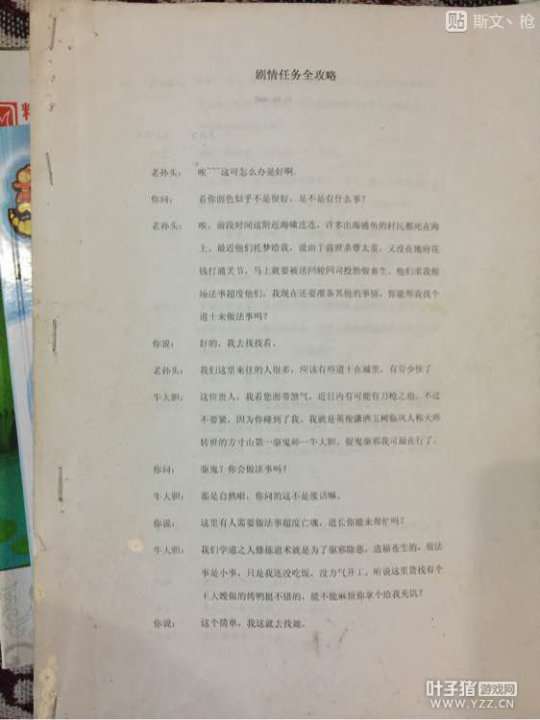 贴 斯文丶枪
剧情任务全攻略
老孙头： 唉~~~这可怎么办是好啊.
你问： 看你面色似乎不是很好，是不是有什么事？
老孙头： 唉，前段时间这附近海啸连连，许多出海捕鱼的村民都死在海
上。最近他们托梦给我，说由于前世杀孽太重，又没在地府花
钱打通关节，马上就要被送回轮回司投胎做畜生。他们求我做
场法事超度他们，我现在还要准备其他的事情，你能帮我找个
道士来做法事吗？
你说： 好的，我去找找看。
老孙头： 我们这里来往的人很多，应该有些道士在城里，有劳少侠了
牛大胆： 这位贵人，我看您面带煞气，近日内有可能有刀枪之劫。不过
不要紧，因为你碰到了我，我就是英俊潇洒玉树临风人称天师
转世的方寸山第一驱鬼师—牛大胆。捉鬼驱邪我可最在行了。
你问： 驱鬼？你会做法事吗？
牛大胆： 那是自然啦，你问的这不是废话嘛。
你说： 这里有人需要做法事超度亡魂，道长你能来帮忙吗？
牛大胆： 我们学道之人修炼道术就是为了驱邪除恶，造福苍生的，做法
事是小事，只是我还没吃饭，没力气开工。听说这里货栈有个
王大嫂做的烤鸭挺不错的，能不能麻烦你拿个给我充饥？
你说： 这个简单，我这就去找她。
叶子猪 游戏网
WWW.YZZ.CN